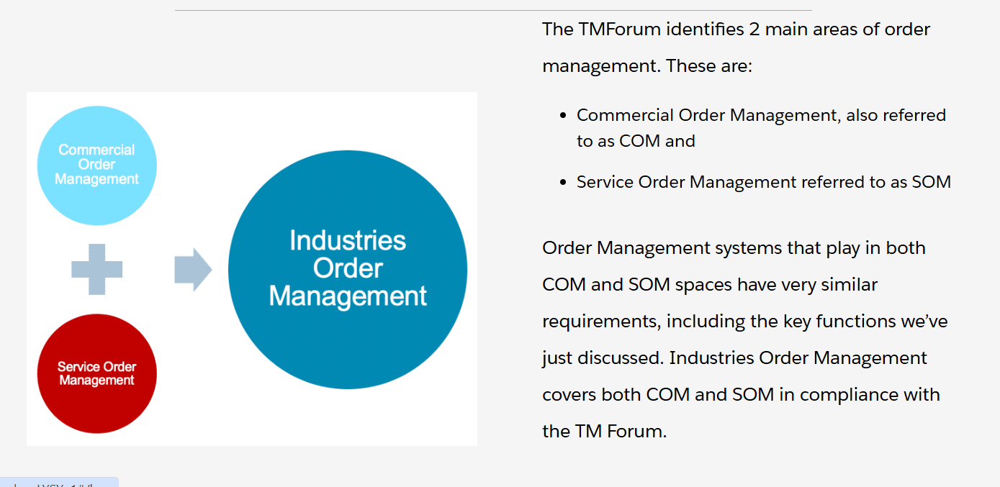 Commercial
Order
Management
Service Order
Management
Industries
Order
Management
The TMForum identifies 2 main areas of order
management. These are:
• Commercial Order Management, also referred
to as COM and
• Service Order Management referred to as SOM
Order Management systems that play in both
COM and SOM spaces have very similar
requirements, including the key functions we’ve
just discussed. Industries Order Management
covers both COM and SOM in compliance with
the TM Forum.